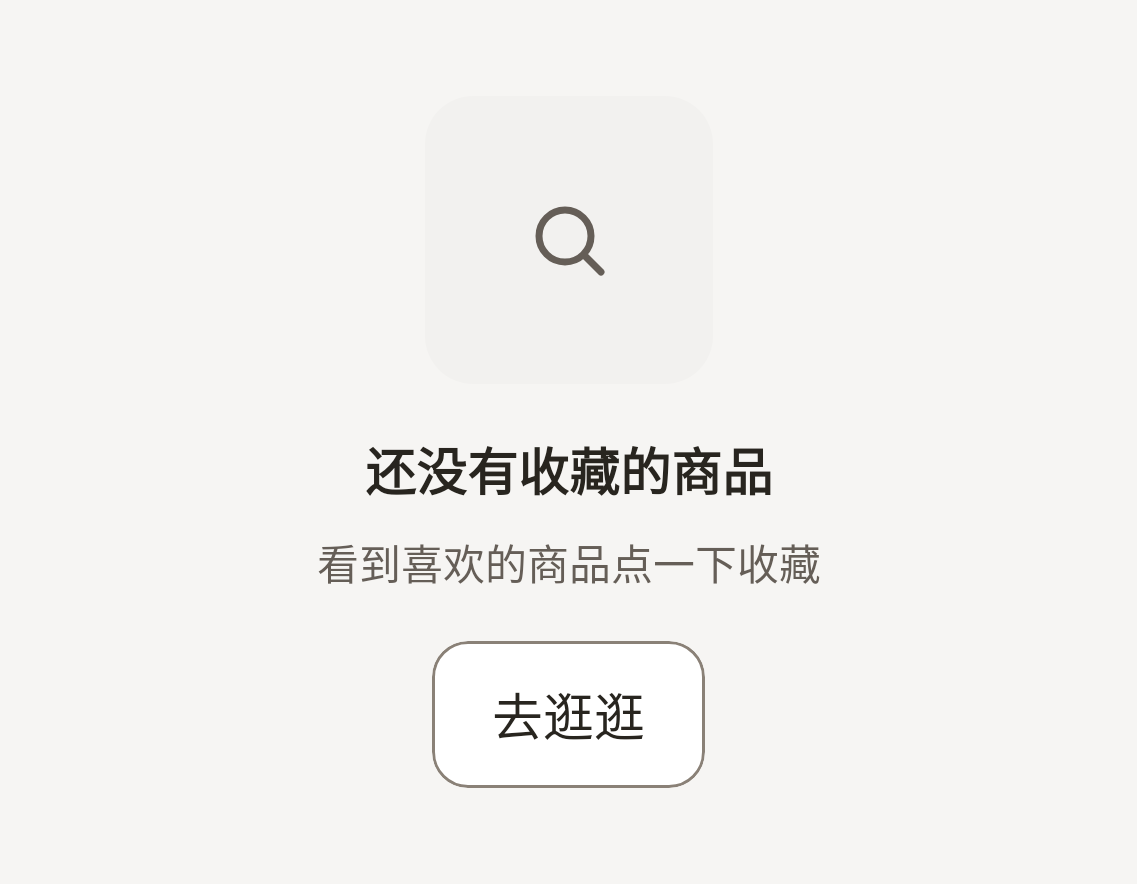 还没有收藏的商品
看到喜欢的商品点一下收藏
去逛逛